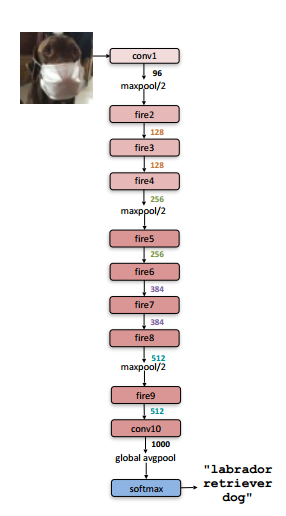 conv1
96
maxpool/2
fire2
128
fire3
128
fire4
256
maxpool/2
fire5
256
fire6
384
fire7
384
fire8
512
maxpool/2
fire9
512
conv10
1000
global avgpool
softmax
"labrador
retriever
dog"